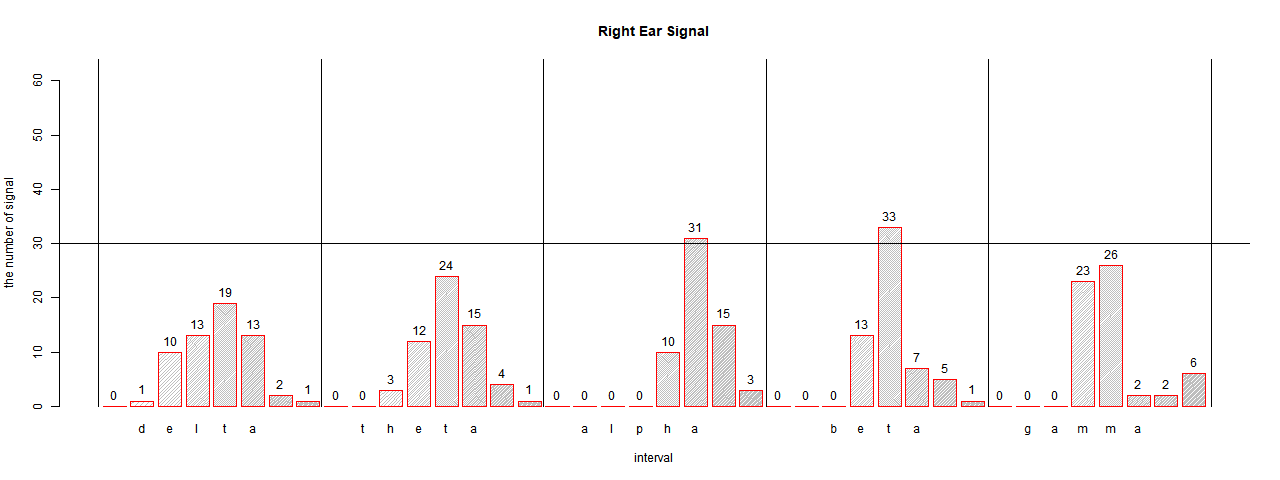 Right Ear Signal
the number of signal
60
50
40
30
20
10
0
0 1 10 13 19 13 2 1
0 0 3 12 24 15 4 1
0 0 0 0 10 31 15 3
0 0 0 13 33 7 5 1
0 0 0 23 26 2 2 6
d e l t a t h e t a a l p h a b e t a g a m m a
interval